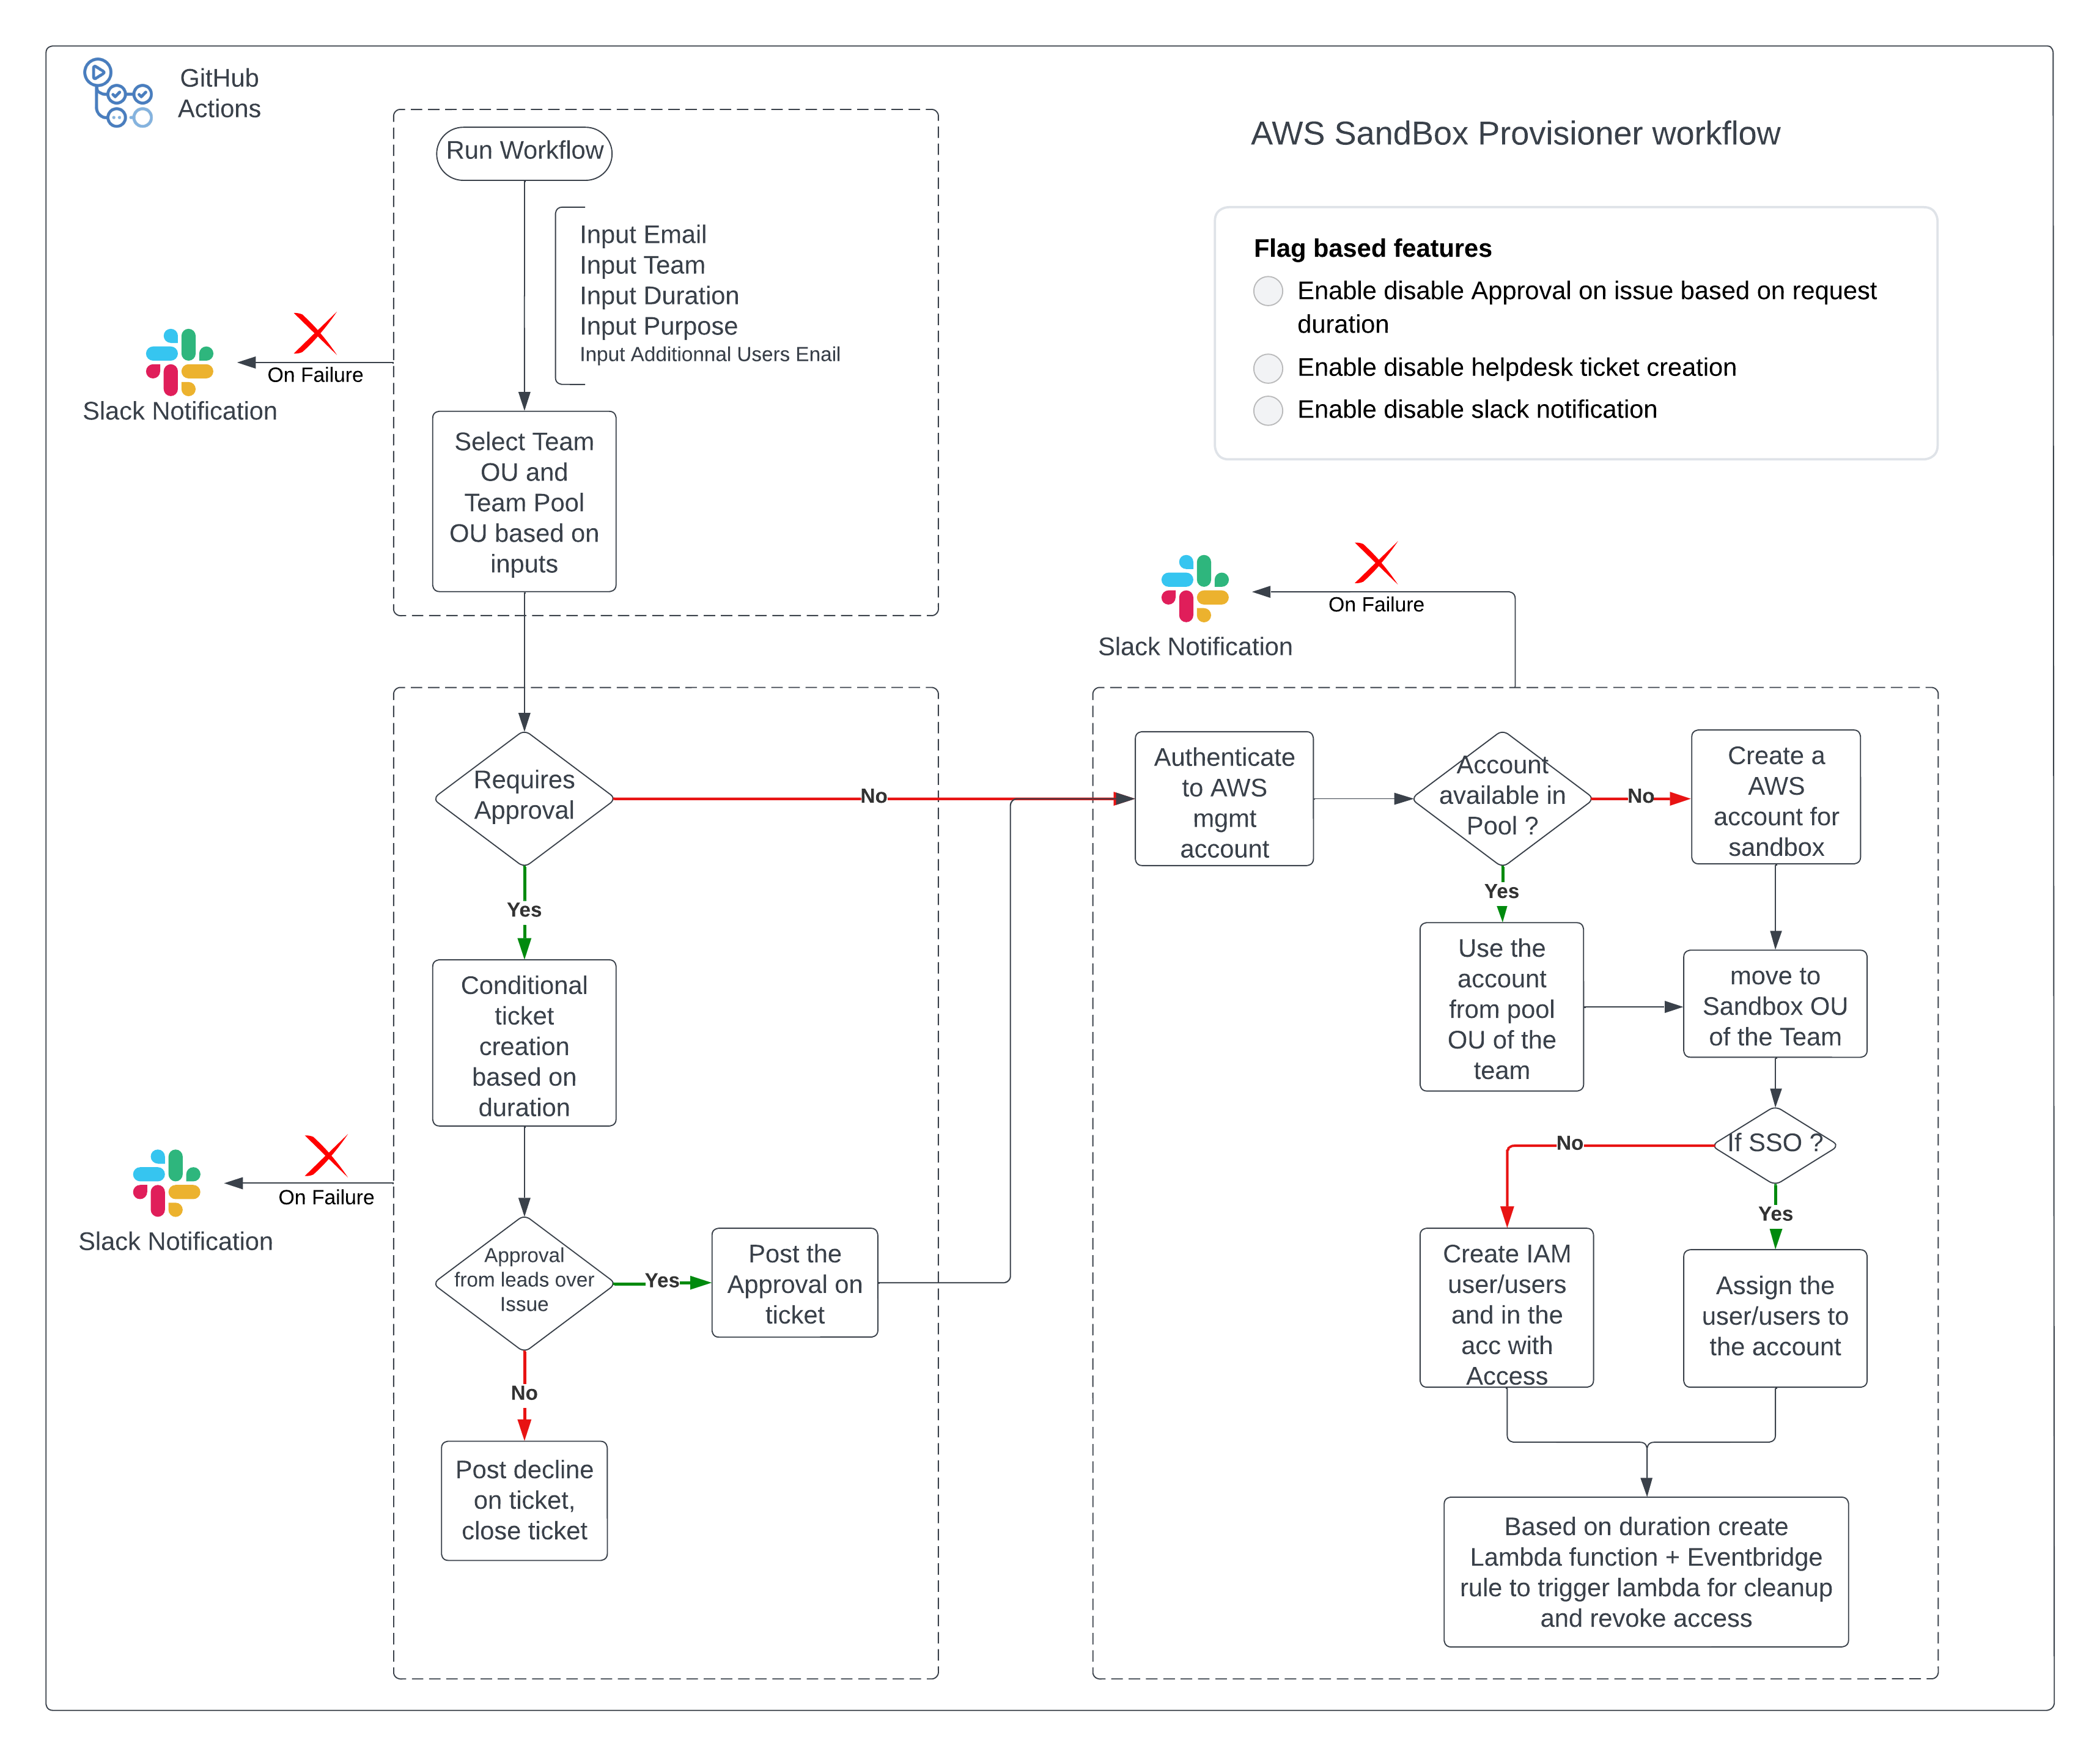 GitHub
Actions
AWS SandBox Provisioner workflow
Run Workflow
Input Email
Input Team
Input Duration
Input Purpose
Input Additionnal Users Enail
Flag based features
Enable disable Approval on issue based on request
duration
Enable disable helpdesk ticket creation
Enable disable slack notification
On Failure
Slack Notification
Select Team
OU and
Team Pool
OU based on
inputs
On Failure
Slack Notification
Requires
Approval
No
Yes
Conditional
ticket
creation
based on
duration
On Failure
Slack Notification
Approval
from leads over
Issue
Yes
Post the
Approval on
ticket
No
Post decline
on ticket,
close ticket
Authenticate
to AWS
mgmt
account
Account
available in
Pool ?
No
Create a
AWS
account for
sandbox
Yes
Use the
account
from pool
OU of the
team
move to
Sandbox OU
of the Team
If SSO ?
No
Yes
Create IAM
user/users
and in the
acc with
Access
Assign the
user/users to
the account
Based on duration create
Lambda function + Eventbridge
rule to trigger lambda for cleanup
and revoke access